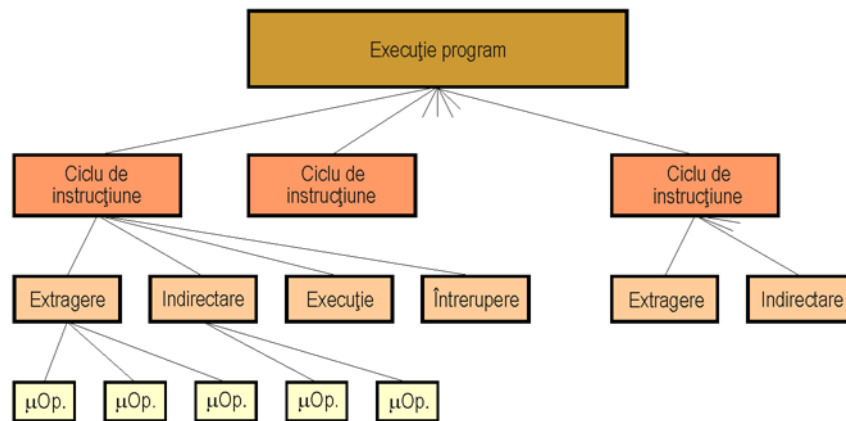 Execuţie program
Ciclu de
instrucţiune
Ciclu de
instrucţiune
Ciclu de
instrucţiune
Extragere
Indirectare
Execuţie
Întrerupere
Extragere
Indirectare
μOp.
μOp.
μOp.
μOp.
μOp.